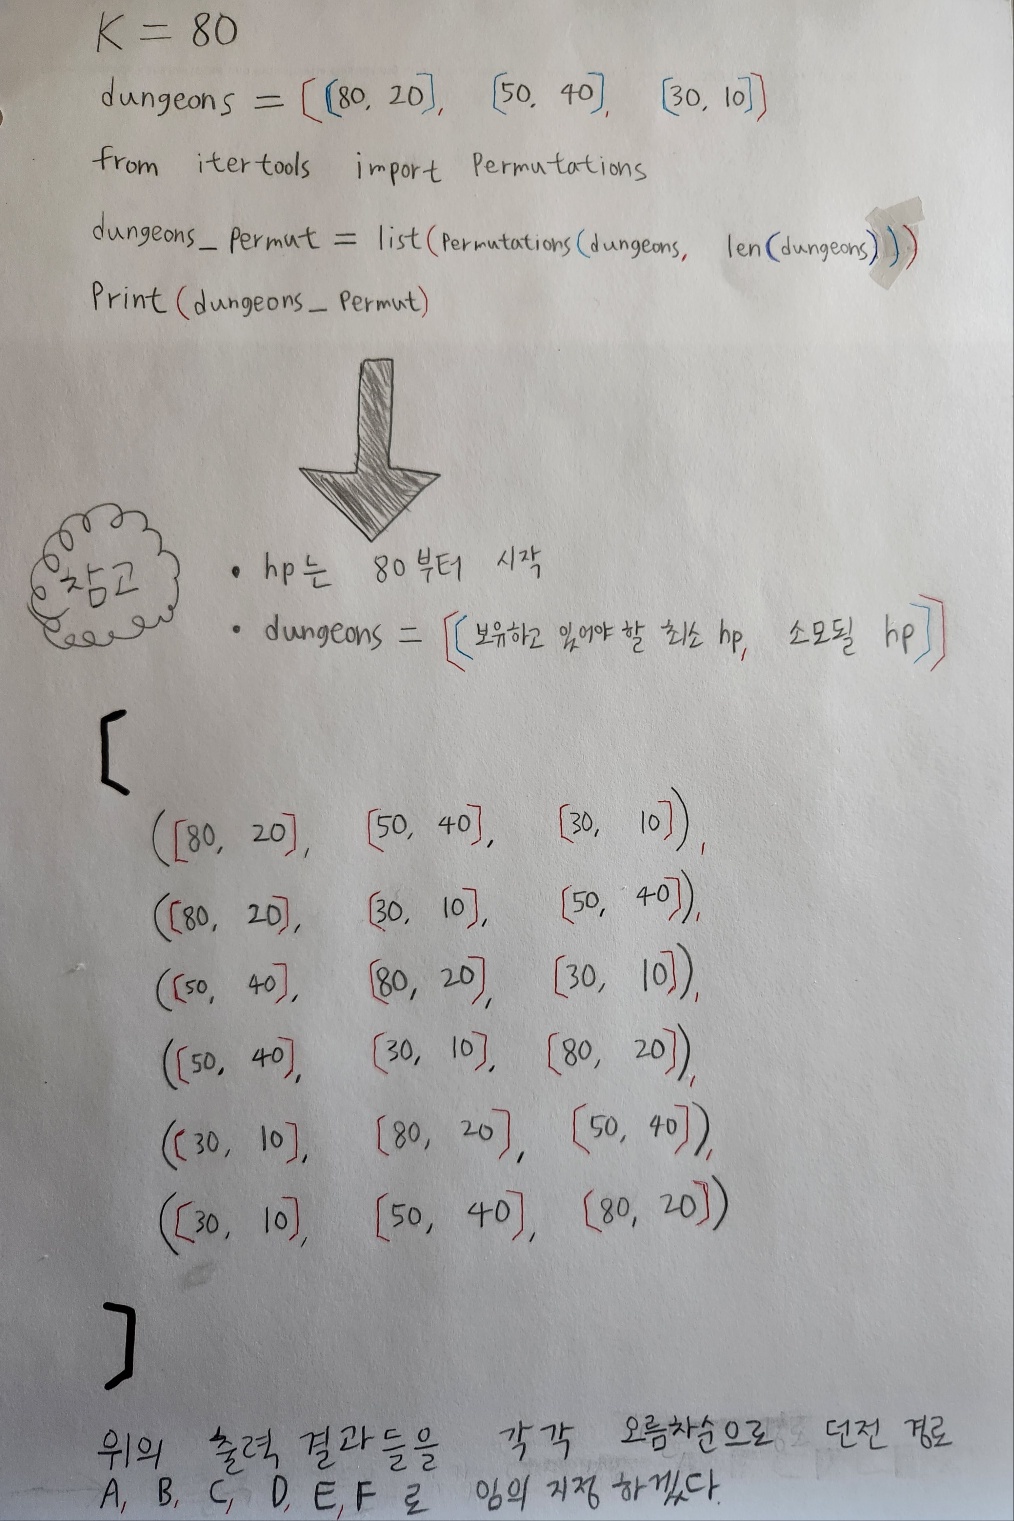 K = 80
dungeons = [[80, 20], [50, 40], [30, 10]]
from itertools import Permutations
dungeons_Permut = list(Permutations(dungeons, len(dungeons)))
Print(dungeons_Permut)
참고
• hp는 80부터 시작
• dungeons = [[보유하고 있어야 할 최소 hp, 소모될 hp]]
[
([80, 20], [50, 40], [30, 10]),
([80, 20], [30, 10], [50, 40]),
([50, 40], [80, 20], [30, 10]),
([50, 40], [30, 10], [80, 20]),
([30, 10], [80, 20], [50, 40]),
([30, 10], [50, 40], [80, 20])
]
위의 출력 결과들을 각각 오름차순으로 던전 경로
A, B, C, D, E, F 로 임의 지정 하겠다.